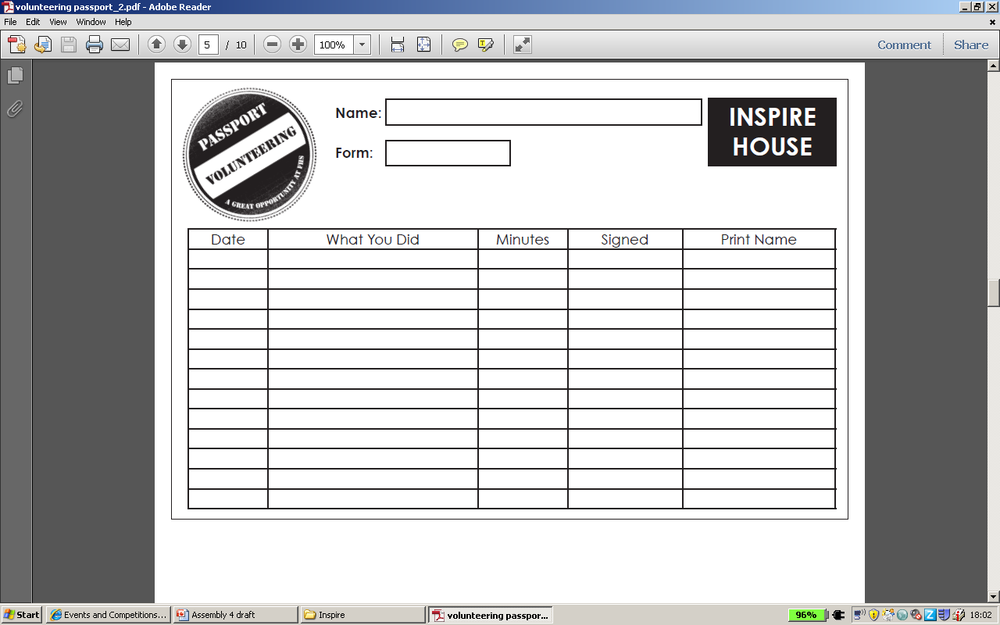 volunteering passport_2.pdf - Adobe Reader
File Edit View Window Help
5 / 10 100% Comment Share
PASSPORT
VOLUNTEERING
A GREAT OPPORTUNITY AT FHS
Name:
Form:
INSPIRE
HOUSE
Date What You Did Minutes Signed Print Name
Start Events and Competitions... Assembly 4 draft Inspire volunteering passpor... 96% 18:02